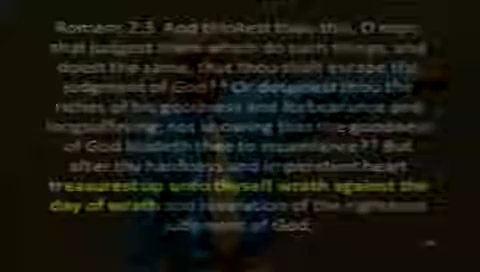 Romans 2:3. And thinkest thou this, O man,
that judgest them which do such things, and
doest the same, that thou shalt escape the
judgment of God?? Or despisest thou the
riches of his goodness and forbearance and
longsuffering; not knowing that the goodness
of God leadeth thee to repentance?? But
after thy hardness and impenitent heart
treasurest up unto thyself wrath against the
day of wrath and revelation of the righteous
judgment of God;